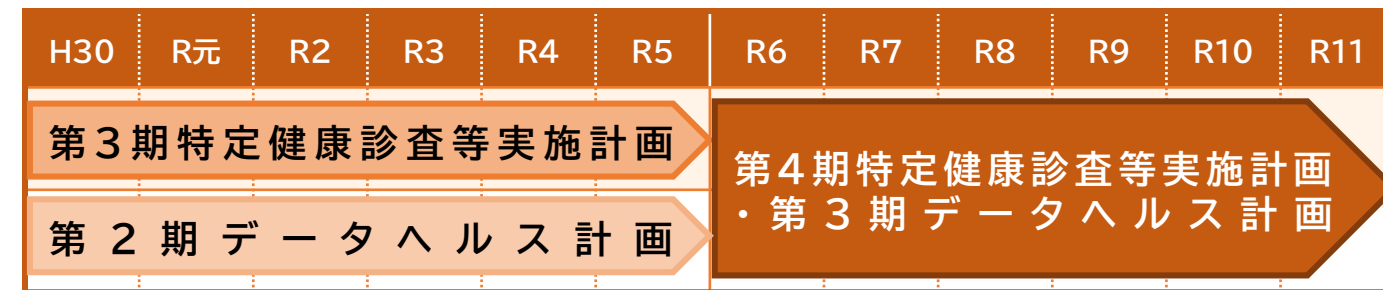 H30 R元 R2 R3 R4 R5 R6 R7 R8 R9 R10 R11
第3期特定健康診査等実施計画
第2期データヘルス計画
第4期特定健康診査等実施計画
・第3期データヘルス計画